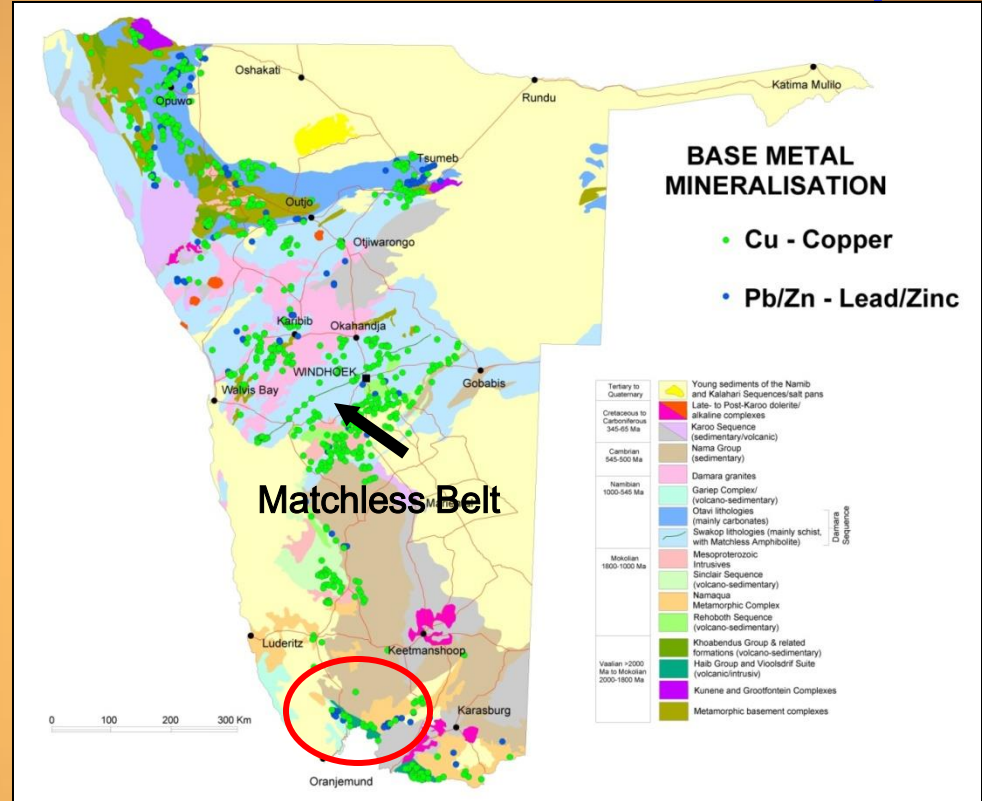 Oshakati
Katima Mulilo
Rundu
Opuwo
Tsumeb
BASE METAL
MINERALISATION
Cu - Copper
Pb/Zn - Lead/Zinc
Outjo
Otjiwarongo
Karibib
Okahandja
WINDHOEK
Gobabis
Walvis Bay
Matchless Belt
Luderitz
Keetmanshoop
Karasburg
Oranjemund
0 100 200 300 Km
Tertiary to
Quaternary
Young sediments of the Namib
and Kalahari Sequences/salt pans
Cretaceous to
Carboniferous
345-65 Ma
Late- to Post-Karoo dolerite/
alkaline complexes
Karoo Sequence
(sedimentary/volcanic)
Cambrian
545-500 Ma
Nama Group
(sedimentary)
Namibian
1000-545 Ma
Damara granites
Gariep Complex/
(volcano-sedimentary)
Otavi lithologies
(mainly carbonates)
Swakop lithologies (mainly schist,
with Matchless Amphibolite)
Damara
Sequence
Mokolian
1800-1000 Ma
Mesoproterozoic
Intrusives
Sinclair Sequence
(volcano-sedimentary)
Namaqua
Metamorphic Complex
Rehoboth Sequence
(volcano-sedimentary)
Vaalian >2000
Ma to Mokolian
2000-1800 Ma
Khoabendus Group & related
formations (volcano-sedimentary)
Haib Group and Vioolsdrif Suite
(volcanic/intrusiv)
Kunene and Grootfontein Complexes
Metamorphic basement complexes